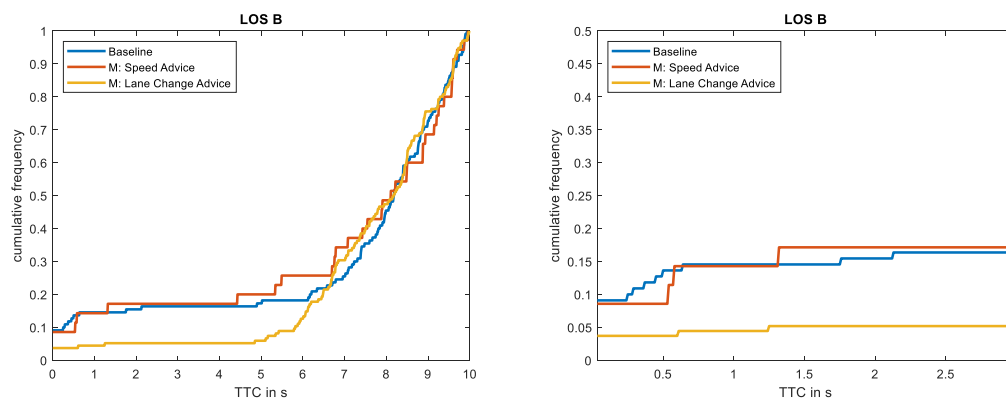 LOS B
1
0.9
0.8
0.7
0.6
0.5
0.4
0.3
0.2
0.1
0
cumulative frequency
Baseline
M: Speed Advice
M: Lane Change Advice
0 1 2 3 4 5 6 7 8 9 10
TTC in s
LOS B
0.5
0.45
0.4
0.35
0.3
0.25
0.2
0.15
0.1
0.05
0
cumulative frequency
Baseline
M: Speed Advice
M: Lane Change Advice
0.5 1 1.5 2 2.5
TTC in s